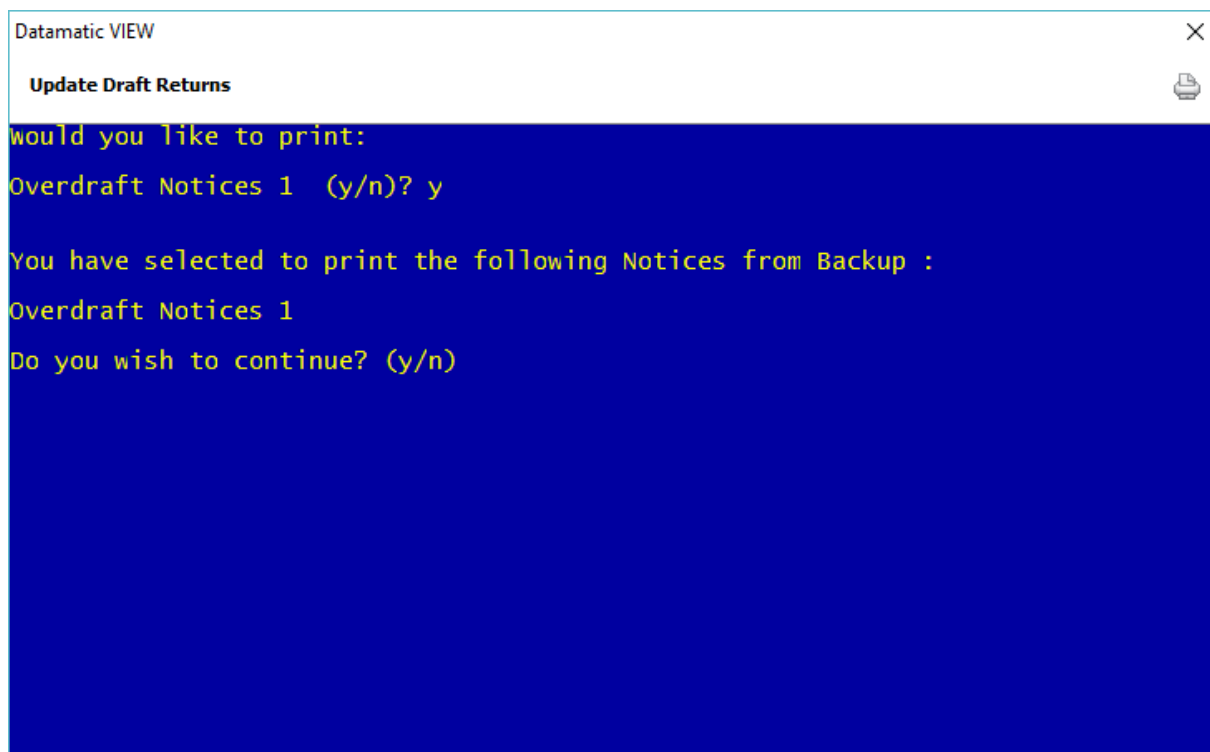 Datamatic VIEW
Update Draft Returns
Would you like to print:
Overdraft Notices 1  (y/n)? y
You have selected to print the following Notices from Backup :
Overdraft Notices 1
Do you wish to continue? (y/n)